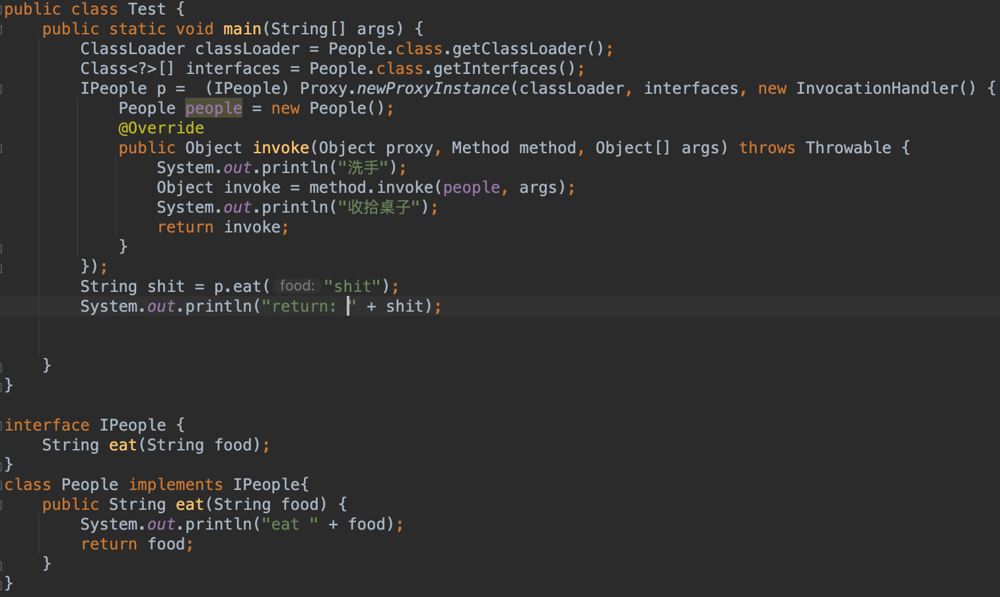 public class Test {
    public static void main(String[] args) {
        ClassLoader classLoader = People.class.getClassLoader();
        Class<?>[] interfaces = People.class.getInterfaces();
        IPeople p =  (IPeople) Proxy.newProxyInstance(classLoader, interfaces, new InvocationHandler() {
            People people = new People();
            @Override
            public Object invoke(Object proxy, Method method, Object[] args) throws Throwable {
                System.out.println("洗手");
                Object invoke = method.invoke(people, args);
                System.out.println("收拾桌子");
                return invoke;
            }
        });
        String shit = p.eat( food: "shit");
        System.out.println("return: " + shit);
    }
}
interface IPeople {
    String eat(String food);
}
class People implements IPeople{
    public String eat(String food) {
        System.out.println("eat " + food);
        return food;
    }
}